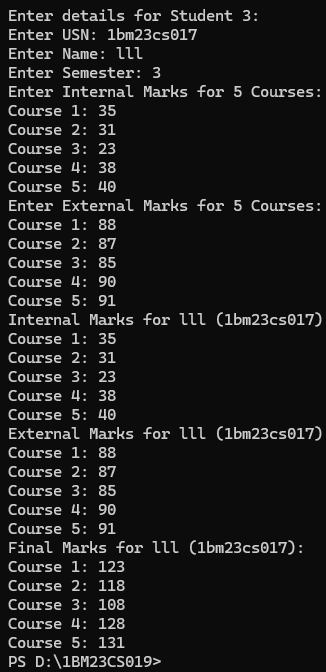 Enter details for Student 3:
Enter USN: 1bm23cs017
Enter Name: lll
Enter Semester: 3
Enter Internal Marks for 5 Courses:
Course 1: 35
Course 2: 31
Course 3: 23
Course 4: 38
Course 5: 40
Enter External Marks for 5 Courses:
Course 1: 88
Course 2: 87
Course 3: 85
Course 4: 90
Course 5: 91
Internal Marks for lll (1bm23cs017)
Course 1: 35
Course 2: 31
Course 3: 23
Course 4: 38
Course 5: 40
External Marks for lll (1bm23cs017)
Course 1: 88
Course 2: 87
Course 3: 85
Course 4: 90
Course 5: 91
Final Marks for lll (1bm23cs017):
Course 1: 123
Course 2: 118
Course 3: 108
Course 4: 128
Course 5: 131
PS D:\1BM23CS019>